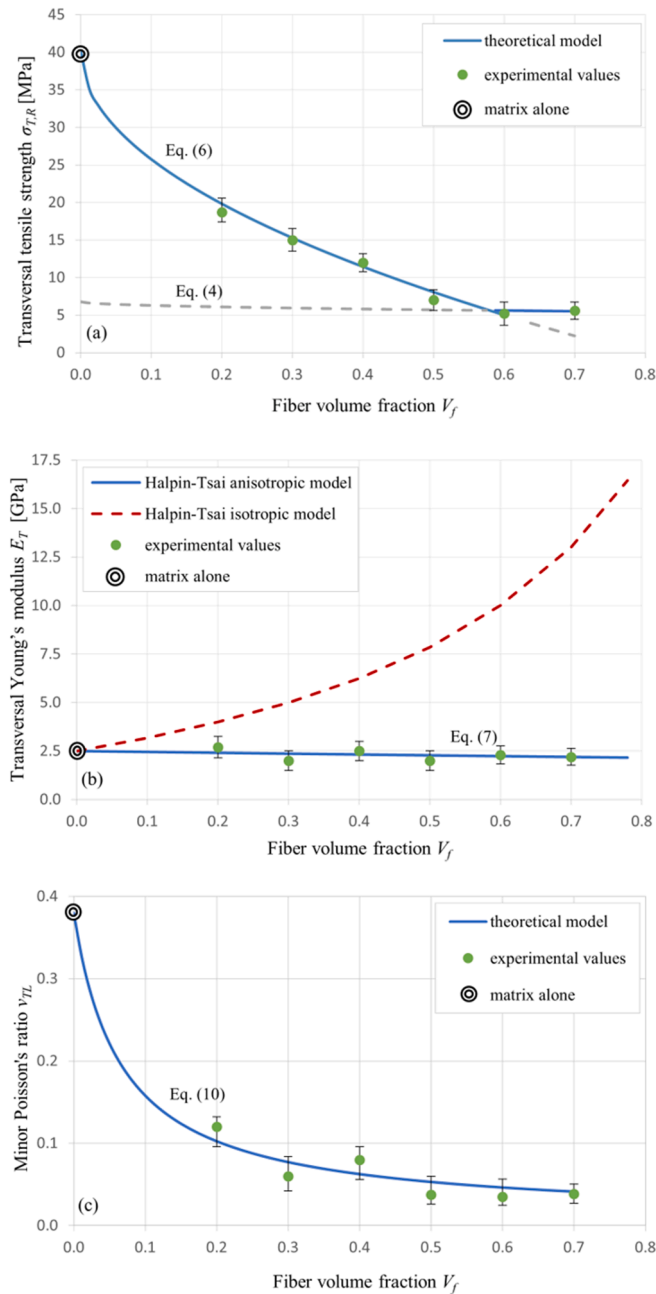 45
40
35
30
25
20
15
10
5
0
Transversal tensile strength σT,R [MPa]
theoretical model
experimental values
matrix alone
Eq. (6)
Eq. (4)
(a)
0.0 0.1 0.2 0.3 0.4 0.5 0.6 0.7 0.8
Fiber volume fraction Vf
17.5
15.0
12.5
10.0
7.5
5.0
2.5
0.0
Transversal Young's modulus ET [GPa]
Halpin-Tsai anisotropic model
Halpin-Tsai isotropic model
experimental values
matrix alone
Eq. (7)
(b)
0.0 0.1 0.2 0.3 0.4 0.5 0.6 0.7 0.8
Fiber volume fraction Vf
0.4
0.3
0.2
0.1
0.0
Minor Poisson's ratio νTL
theoretical model
experimental values
matrix alone
Eq. (10)
(c)
0.0 0.1 0.2 0.3 0.4 0.5 0.6 0.7 0.8
Fiber volume fraction Vf